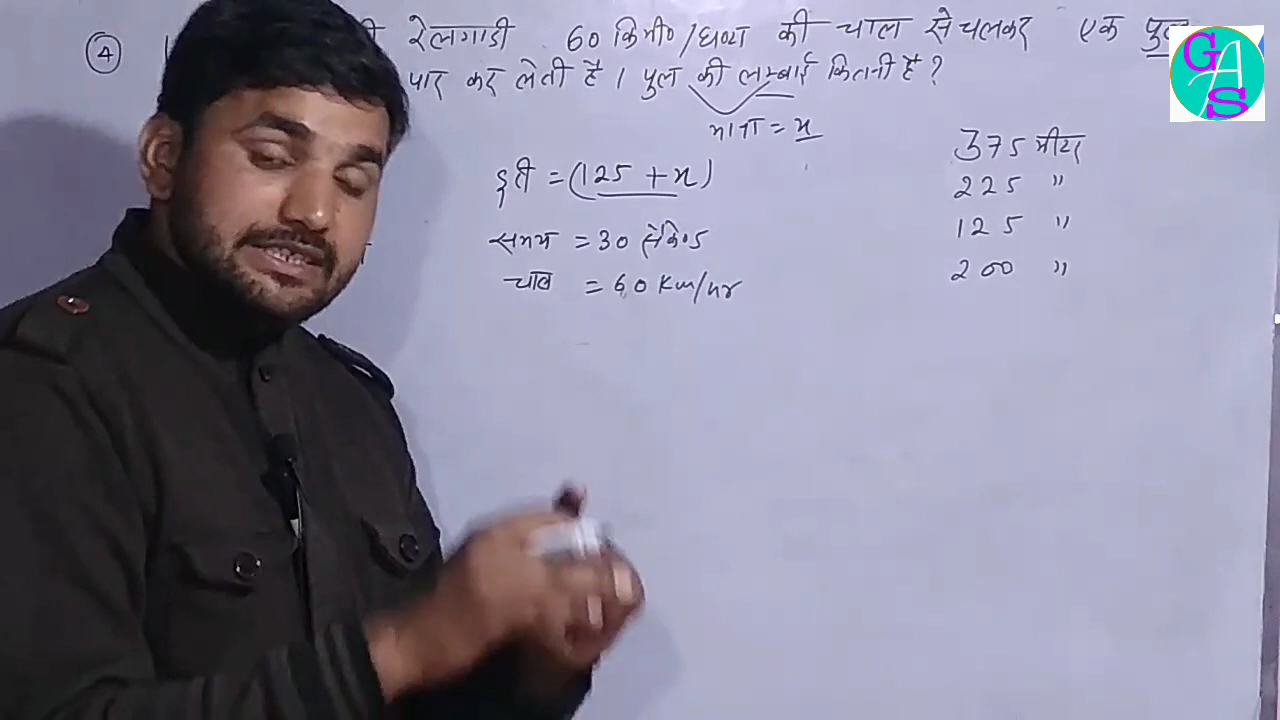 ④ रेलगाडी 60 किमी०/घण्टा की चाल से चलकर एक पुल
पार कर लेती है। पुल की लम्बाई कितनी है?
माना = x
दूरी = (125 + x)
समय = 30 सेकेण्ड
चाल = 60 Km/hr
375 मीटर
225 "
125 "
200 "
GAS